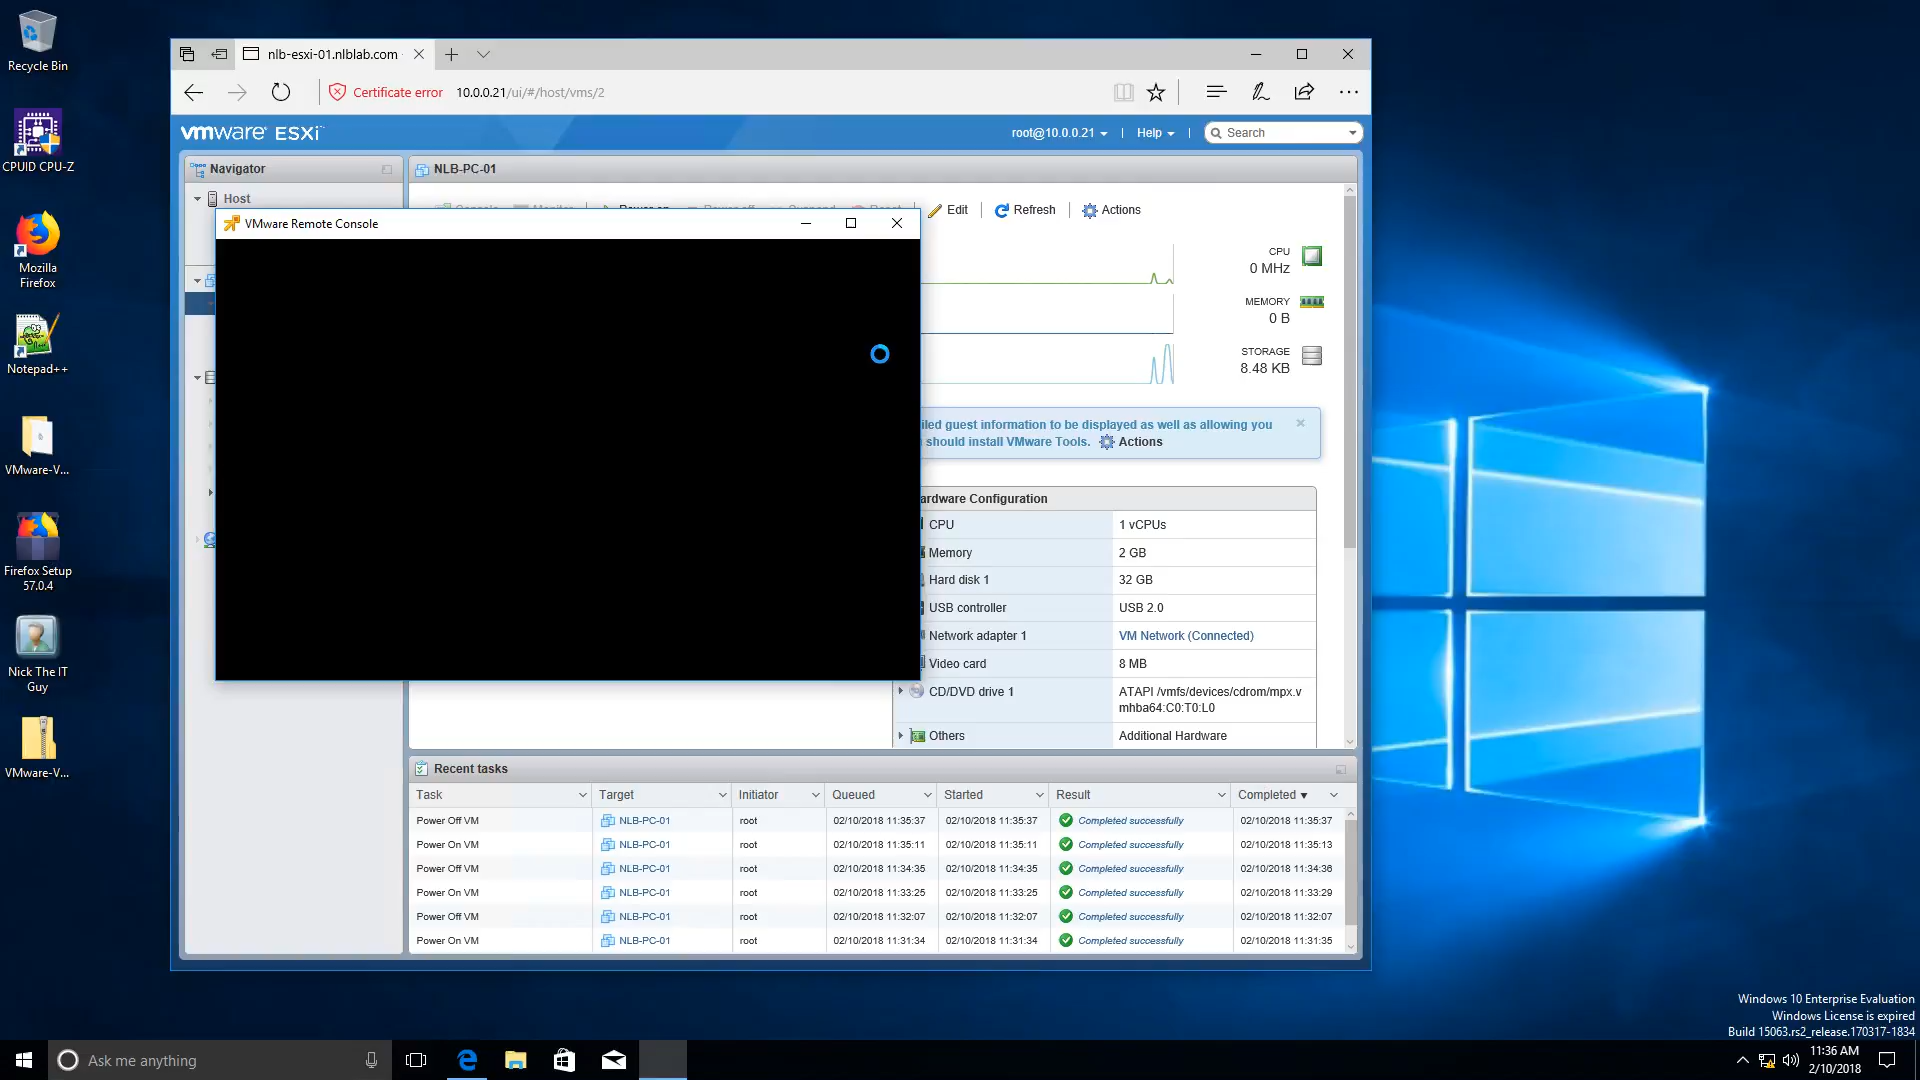 Recycle Bin
CPUID CPU-Z
Mozilla
Firefox
Notepad++
VMware-V...
Firefox Setup
57.0.4
Nick The IT
Guy
VMware-V...
nlb-esxi-01.nlblab.com
Certificate error 10.0.0.21/ui/#/host/vms/2
vmware ESXi
root@10.0.0.21 | Help | Search
Navigator
NLB-PC-01
Host
Edit Refresh Actions
VMware Remote Console
CPU
0 MHz
MEMORY
0 B
STORAGE
8.48 KB
iled guest information to be displayed as well as allowing you
should install VMware Tools. Actions
ardware Configuration
CPU 1 vCPUs
Memory 2 GB
Hard disk 1 32 GB
USB controller USB 2.0
Network adapter 1 VM Network (Connected)
Video card 8 MB
CD/DVD drive 1 ATAPI /vmfs/devices/cdrom/mpx.v
mhba64:C0:T0:L0
Others Additional Hardware
Recent tasks
Task Target Initiator Queued Started Result Completed
Power Off VM NLB-PC-01 root 02/10/2018 11:35:37 02/10/2018 11:35:37 Completed successfully 02/10/2018 11:35:37
Power On VM NLB-PC-01 root 02/10/2018 11:35:11 02/10/2018 11:35:11 Completed successfully 02/10/2018 11:35:13
Power Off VM NLB-PC-01 root 02/10/2018 11:34:35 02/10/2018 11:34:35 Completed successfully 02/10/2018 11:34:36
Power On VM NLB-PC-01 root 02/10/2018 11:33:25 02/10/2018 11:33:25 Completed successfully 02/10/2018 11:33:29
Power Off VM NLB-PC-01 root 02/10/2018 11:32:07 02/10/2018 11:32:07 Completed successfully 02/10/2018 11:32:07
Power On VM NLB-PC-01 root 02/10/2018 11:31:34 02/10/2018 11:31:34 Completed successfully 02/10/2018 11:31:35
Windows 10 Enterprise Evaluation
Windows License is expired
Build 15063.rs2_release.170317-1834
Ask me anything
11:36 AM
2/10/2018